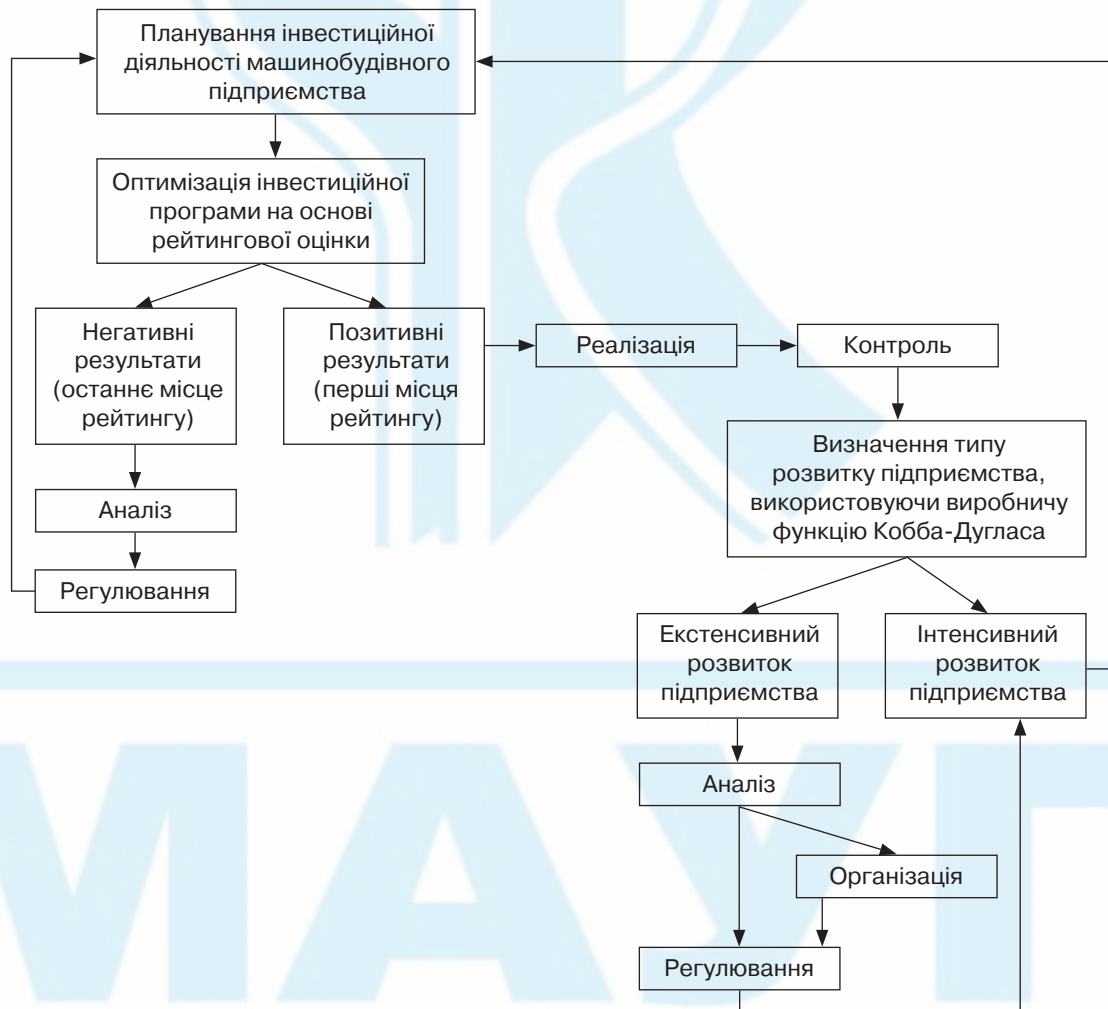 Планування інвестиційної
діяльності машинобудівного
підприємства
Оптимізація інвестиційної
програми на основі
рейтингової оцінки
Негативні
результати
(останнє місце
рейтингу)
Позитивні
результати
(перші місця
рейтингу)
Реалізація
Контроль
Аналіз
Регулювання
Визначення типу
розвитку підприємства,
використовуючи виробничу
функцію Кобба-Дугласа
Екстенсивний
розвиток
підприємства
Інтенсивний
розвиток
підприємства
Аналіз
Організація
Регулювання
МАУП